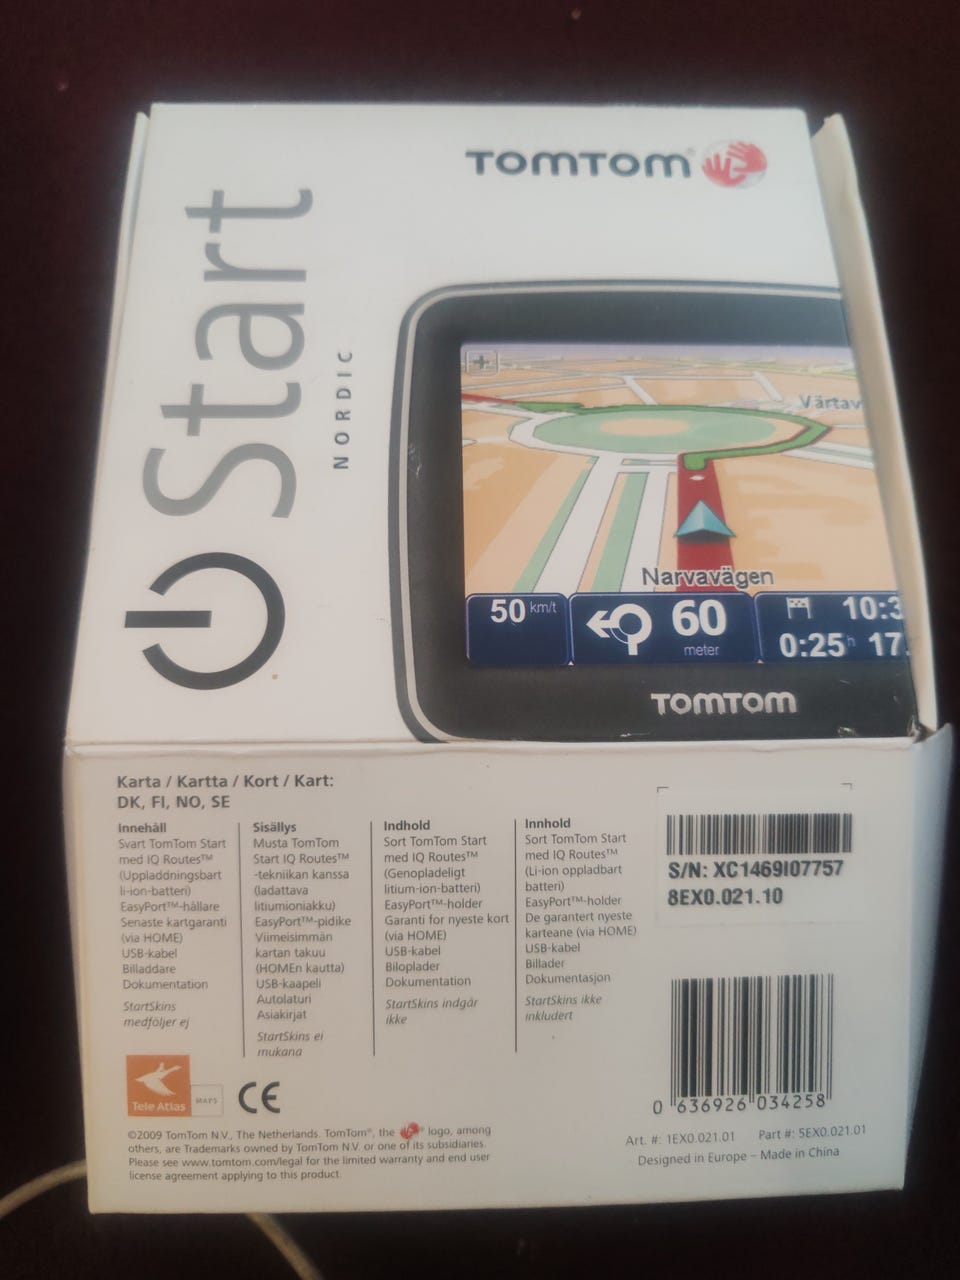 TOMTOM®
Start
NORDIC
Värtav
Narvavägen
50 km/t
60
meter
10:3
0:25 h 17
TOMTOM
Karta / Kartta / Kort / Kart:
DK, FI, NO, SE
Innehåll
Svart TomTom Start
med IQ Routes™
(Uppladdningsbart
li-ion-batteri)
EasyPort™-hållare
Senaste kartgaranti
(via HOME)
USB-kabel
Billaddare
Dokumentation
StartSkins
medföljer ej
Sisällys
Musta TomTom
Start IQ Routes™
-tekniikan kanssa
(ladattava
litiumioniakku)
EasyPort™-pidike
Viimeisimmän
kartan takuu
(HOMEn kautta)
USB-kaapeli
Autolaturi
Asiakirjat
StartSkins ei
mukana
Indhold
Sort TomTom Start
med IQ Routes™
(Genopladeligt
litium-ion-batteri)
EasyPort™-holder
Garanti for nyeste kort
(via HOME)
USB-kabel
Biloplader
Dokumentation
StartSkins indgår
ikke
Innhold
Sort TomTom Start
med IQ Routes™
(Li-ion oppladbart
batteri)
EasyPort™-holder
De garantert nyeste
karteane (via HOME)
USB-kabel
Billader
Dokumentasjon
StartSkins ikke
inkludert
S/N: XC1469I07757
8EX0.021.10
0 636926 034258
Art. #: 1EX0.021.01 Part #: 5EX0.021.01
Designed in Europe – Made in China
Tele Atlas
MAPS
CE
©2009 TomTom N.V., The Netherlands. TomTom®, the ® logo, among
others, are Trademarks owned by TomTom N.V. or one of its subsidiaries.
Please see www.tomtom.com/legal for the limited warranty and end user
license agreement applying to this product.